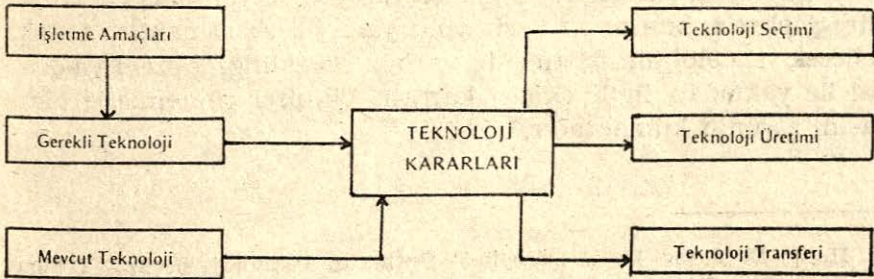 İşletme Amaçları
Teknoloji Seçimi
Gerekli Teknoloji
TEKNOLOJİ
KARARLARI
Teknoloji Üretimi
Mevcut Teknoloji
Teknoloji Transferi